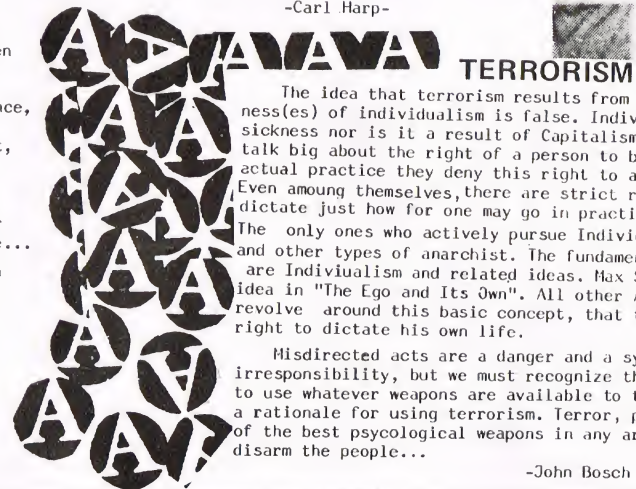 -Carl Harp-
en
ace,
,
...
TERRORISM
The idea that terrorism results from
ness(es) of individualism is false. Indiv
sickness nor is it a result of Capitalism
talk big about the right of a person to b
actual practice they deny this right to a
Even amoung themselves,there are strict r
dictate just how for one may go in practi
The only ones who actively pursue Individ
and other types of anarchist. The fundame
are Indiviualism and related ideas. Max S
idea in "The Ego and Its Own". All other A
revolve around this basic concept, that t
right to dictate his own life.
Misdirected acts are a danger and a sy
irresponsibility, but we must recognize th
to use whatever weapons are available to t
a rationale for using terrorism. Terror, p
of the best psycological weapons in any ar
disarm the people...
-John Bosch